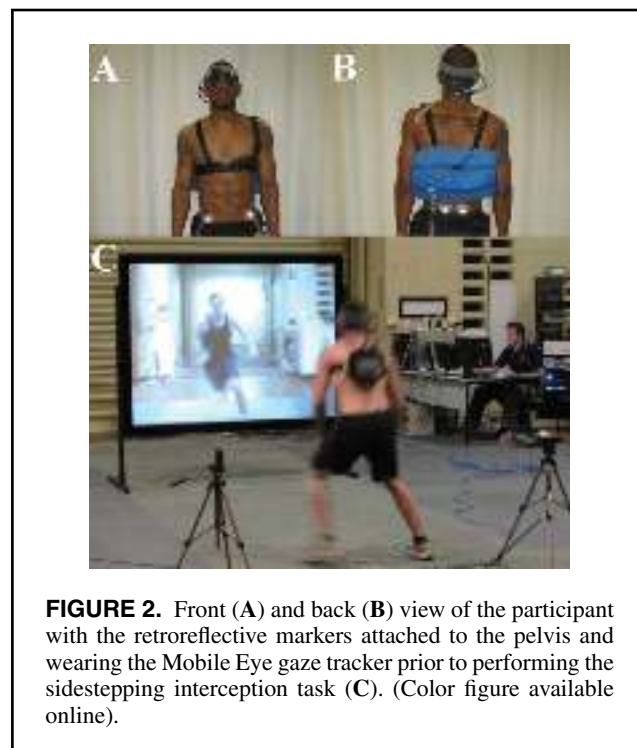 A
B
C
FIGURE 2. Front (A) and back (B) view of the participant
with the retroreflective markers attached to the pelvis and
wearing the Mobile Eye gaze tracker prior to performing the
sidestepping interception task (C). (Color figure available
online).